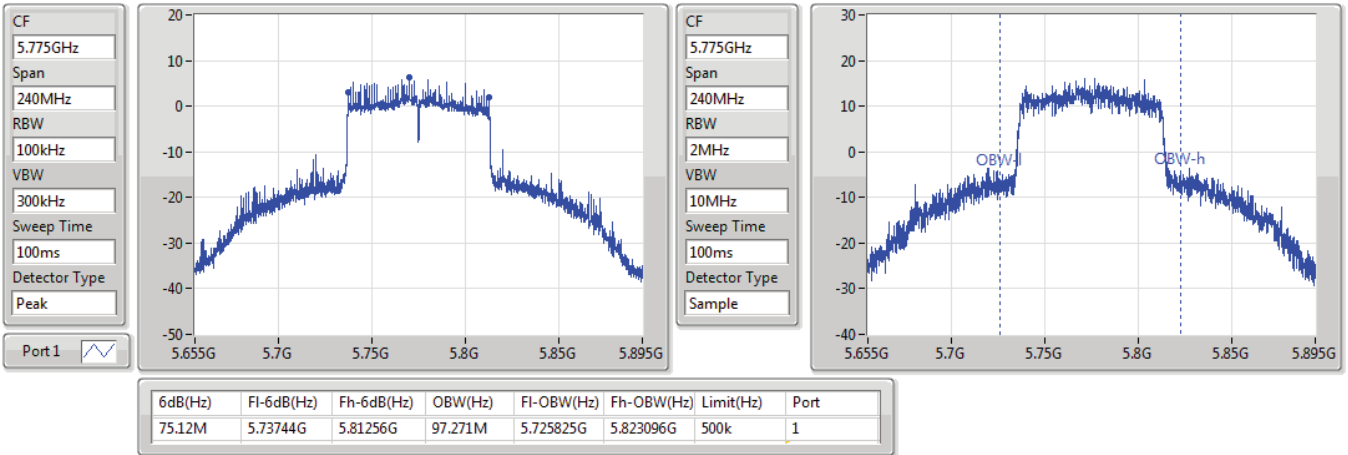 CF
5.775GHz
Span
240MHz
RBW
100kHz
VBW
300kHz
Sweep Time
100ms
Detector Type
Peak
Port 1
20
10
0
-10
-20
-30
-40
-50
5.655G 5.7G 5.75G 5.8G 5.85G 5.895G
CF
5.775GHz
Span
240MHz
RBW
2MHz
VBW
10MHz
Sweep Time
100ms
Detector Type
Sample
30
20
10
0
-10
-20
-30
-40
OBW-l OBW-h
5.655G 5.7G 5.75G 5.8G 5.85G 5.895G
6dB(Hz) Fl-6dB(Hz) Fh-6dB(Hz) OBW(Hz) Fl-OBW(Hz) Fh-OBW(Hz) Limit(Hz) Port
75.12M 5.73744G 5.81256G 97.271M 5.725825G 5.823096G 500k 1